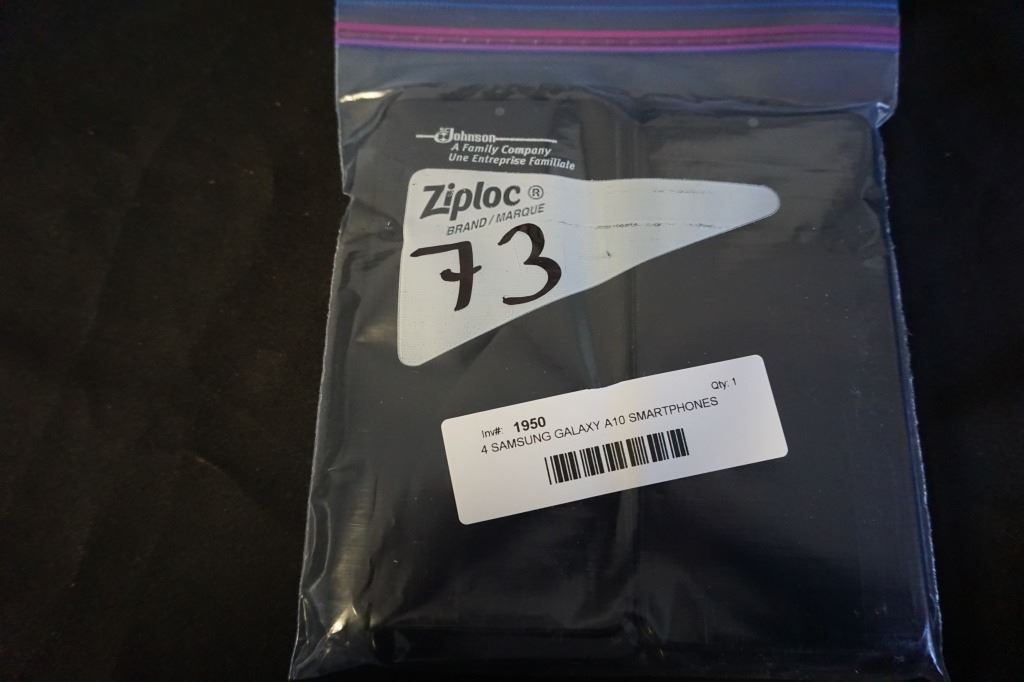 SC Johnson
A Family Company
Une Entreprise Familiale
Ziploc®
BRAND / MARQUE
73
Inv#: 1950 Qty: 1
4 SAMSUNG GALAXY A10 SMARTPHONES